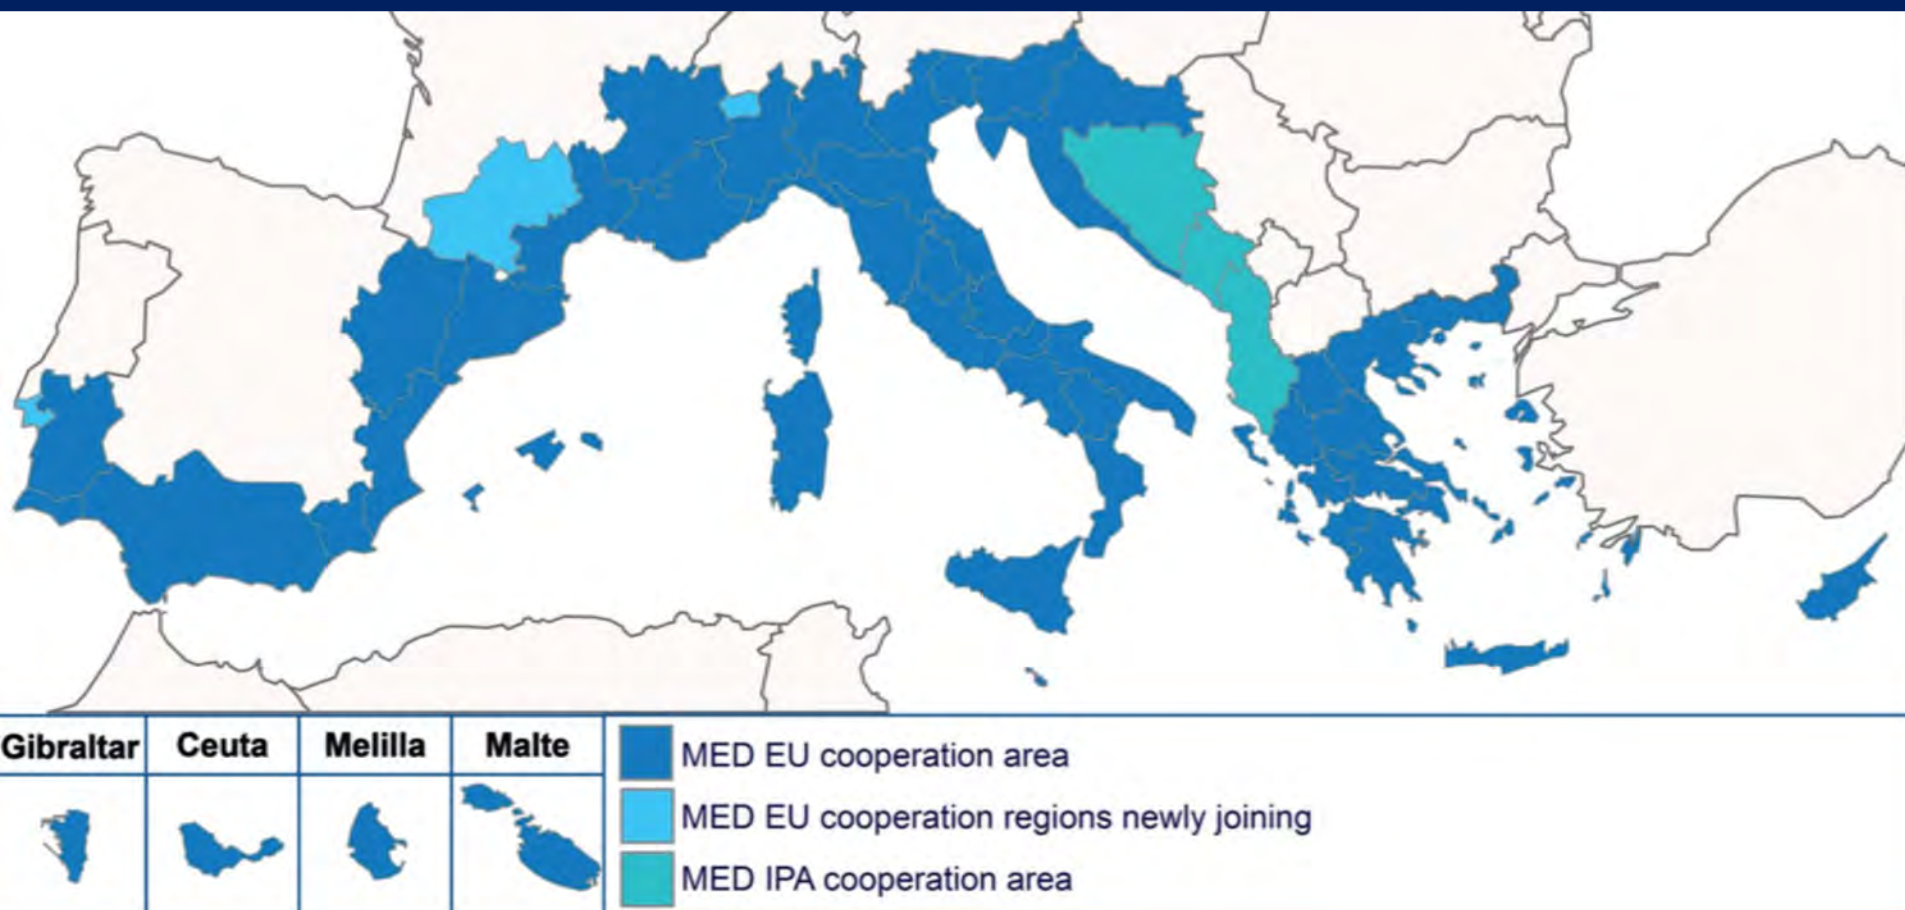 Gibraltar
Ceuta
Melilla
Malte
MED EU cooperation area
MED EU cooperation regions newly joining
MED IPA cooperation area